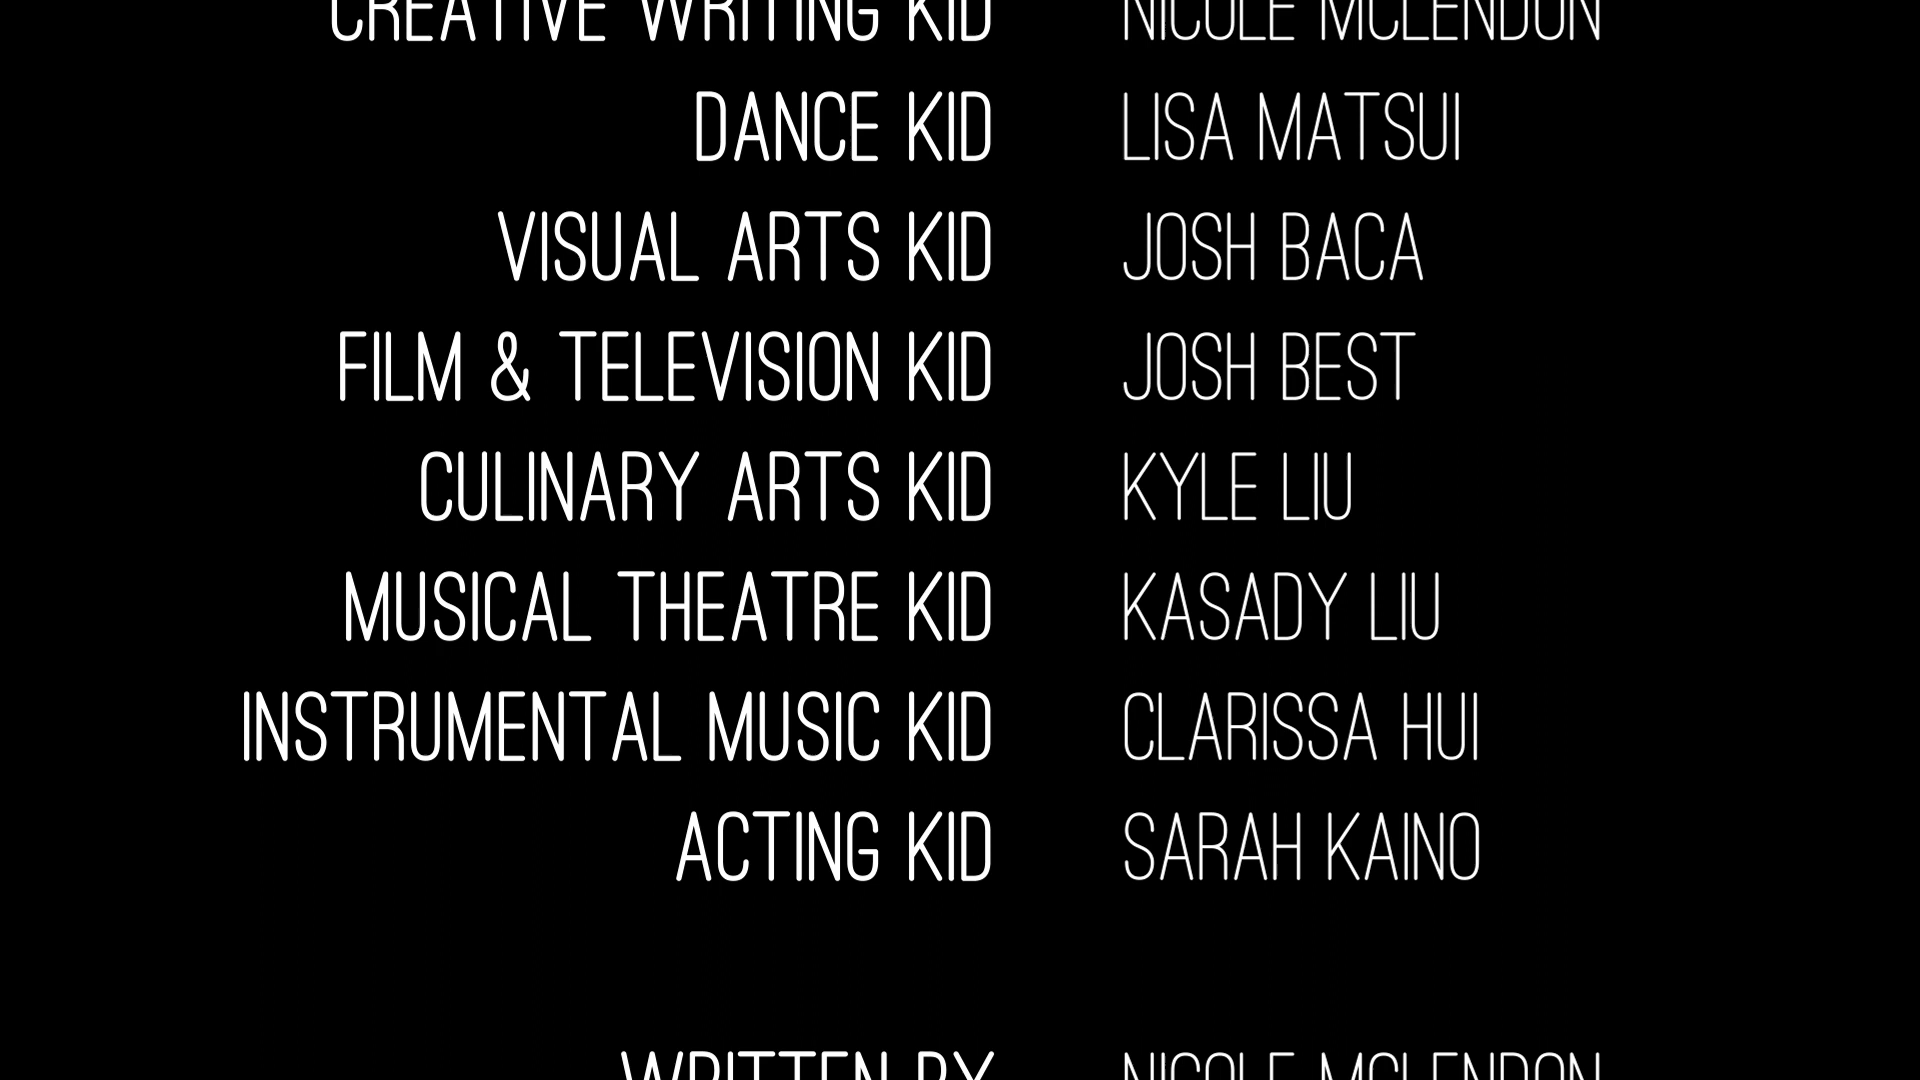 CREATIVE WRITING KID NICOLE MCLENDON
DANCE KID LISA MATSUI
VISUAL ARTS KID JOSH BACA
FILM & TELEVISION KID JOSH BEST
CULINARY ARTS KID KYLE LIU
MUSICAL THEATRE KID KASADY LIU
INSTRUMENTAL MUSIC KID CLARISSA HUI
ACTING KID SARAH KAINO
WRITTEN BY NICOLE MCLENDON